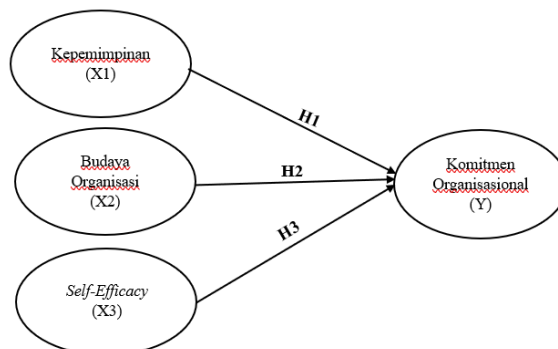 Kepemimpinan
(X1)
H1
Budaya
Organisasi
(X2)
H2
Komitmen
Organisasional
(Y)
H3
Self-Efficacy
(X3)